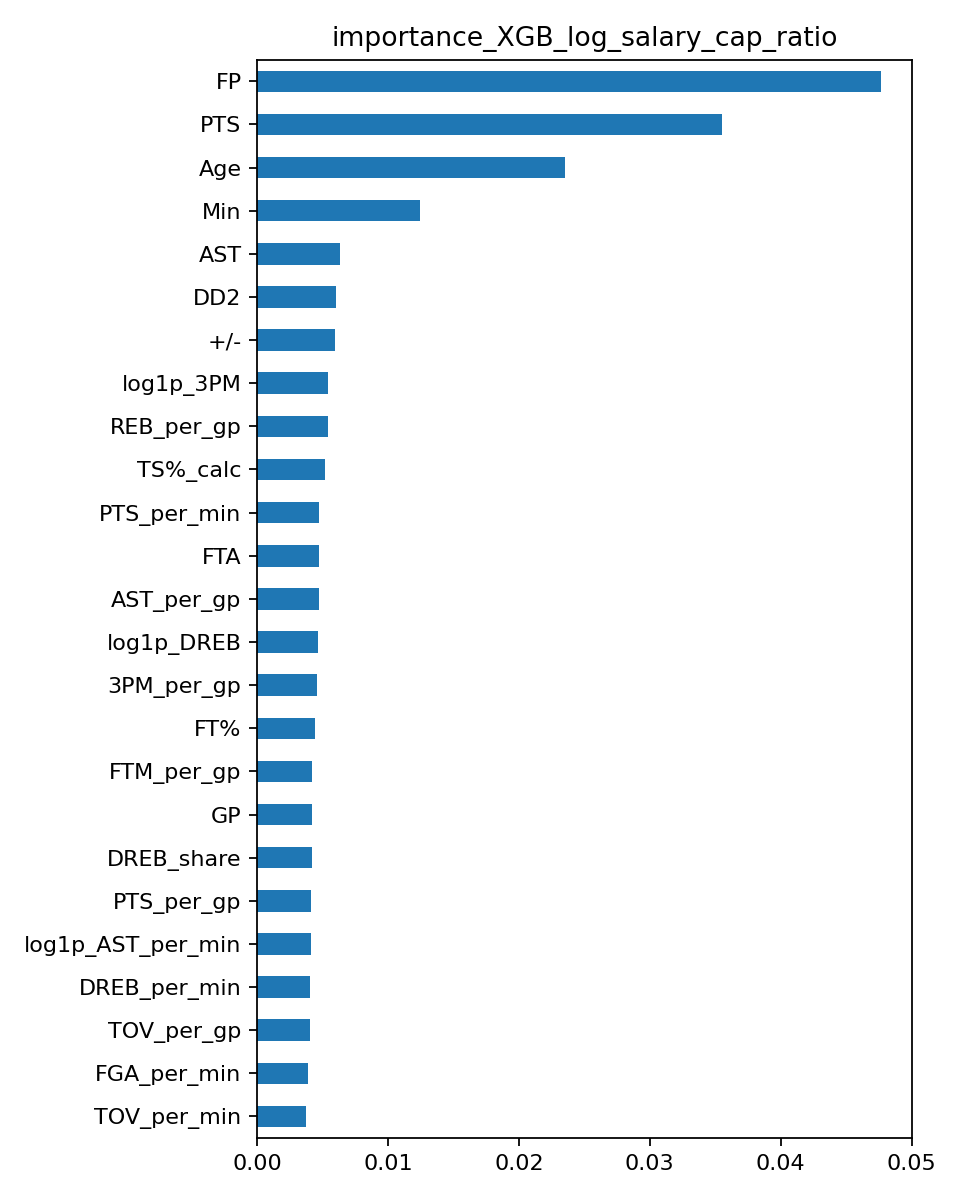 importance_XGB_log_salary_cap_ratio
FP
PTS
Age
Min
AST
DD2
+/-
log1p_3PM
REB_per_gp
TS%_calc
PTS_per_min
FTA
AST_per_gp
log1p_DREB
3PM_per_gp
FT%
FTM_per_gp
GP
DREB_share
PTS_per_gp
log1p_AST_per_min
DREB_per_min
TOV_per_gp
FGA_per_min
TOV_per_min
0.00 0.01 0.02 0.03 0.04 0.05